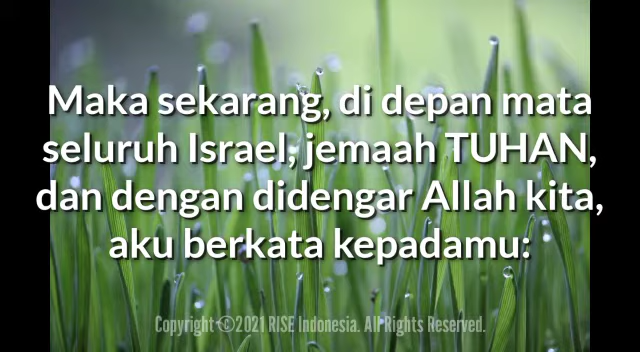 Maka sekarang, di depan mata
seluruh Israel, jemaah TUHAN,
dan dengan didengar Allah kita,
aku berkata kepadamu:
Copyright ©2021 RISE Indonesia. All Rights Reserved.